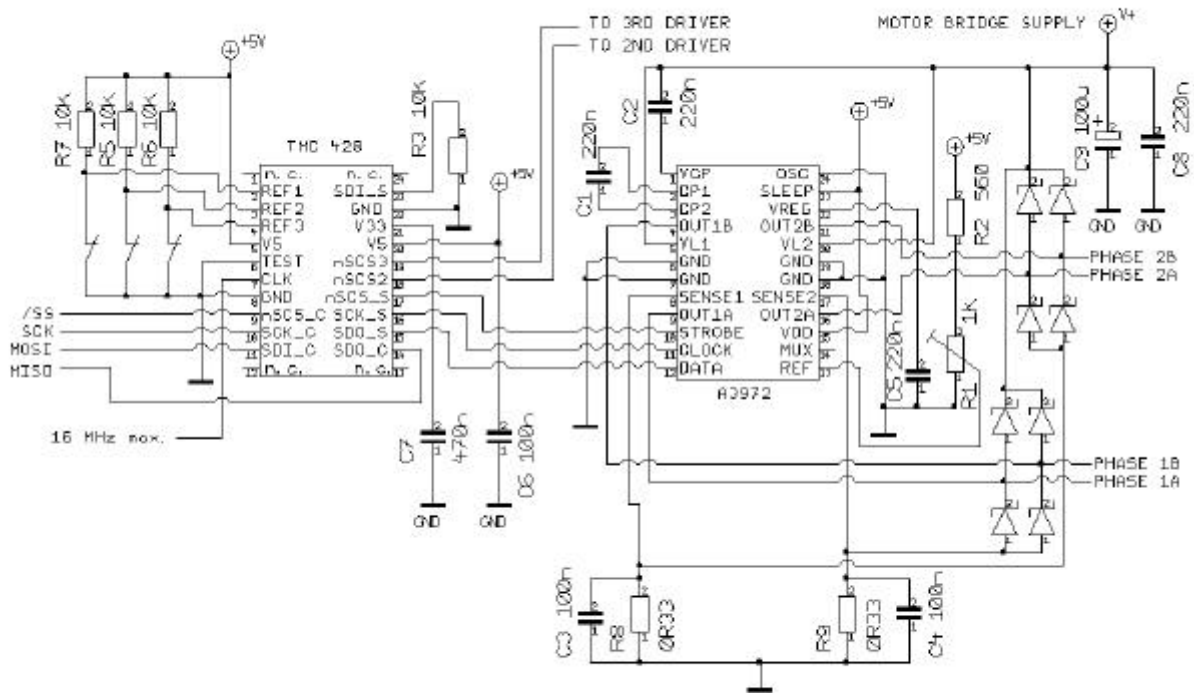 TO 3RD DRIVER
TO 2ND DRIVER
MOTOR BRIDGE SUPPLY
V+
+5V
R7 10K
R5 10K
R6 10K
R3 10K
TMC 428
n.c.
REF1
REF2
REF3
V5
TEST
CLK
GND
nSCS_C
SCK_C
SDI_C
n.c.
n.c.
SDI_S
GND
V33
V5
nSCS3
nSCS2
nSCS_S
SCK_S
SDO_S
SDO_C
n.c.
/SS
SCK
MOSI
MISO
16 MHz max.
C7 470n
GND
+5V
C6 100n
GND
C1 220n
C2 220n
VCP
CP1
CP2
OUT1B
VL1
GND
GND
SENSE1
OUT1A
STROBE
CLOCK
DATA
OSC
SLEEP
VREG
OUT2B
VL2
GND
GND
SENSE2
OUT2A
VDD
MUX
REF
A3972
+5V
+5V
R2 560
C5 220n
R1 1K
C9 100u
+
GND
C8 220n
GND
PHASE 2B
PHASE 2A
PHASE 1B
PHASE 1A
C3 100n
R8 0R33
R9 0R33
C4 100n